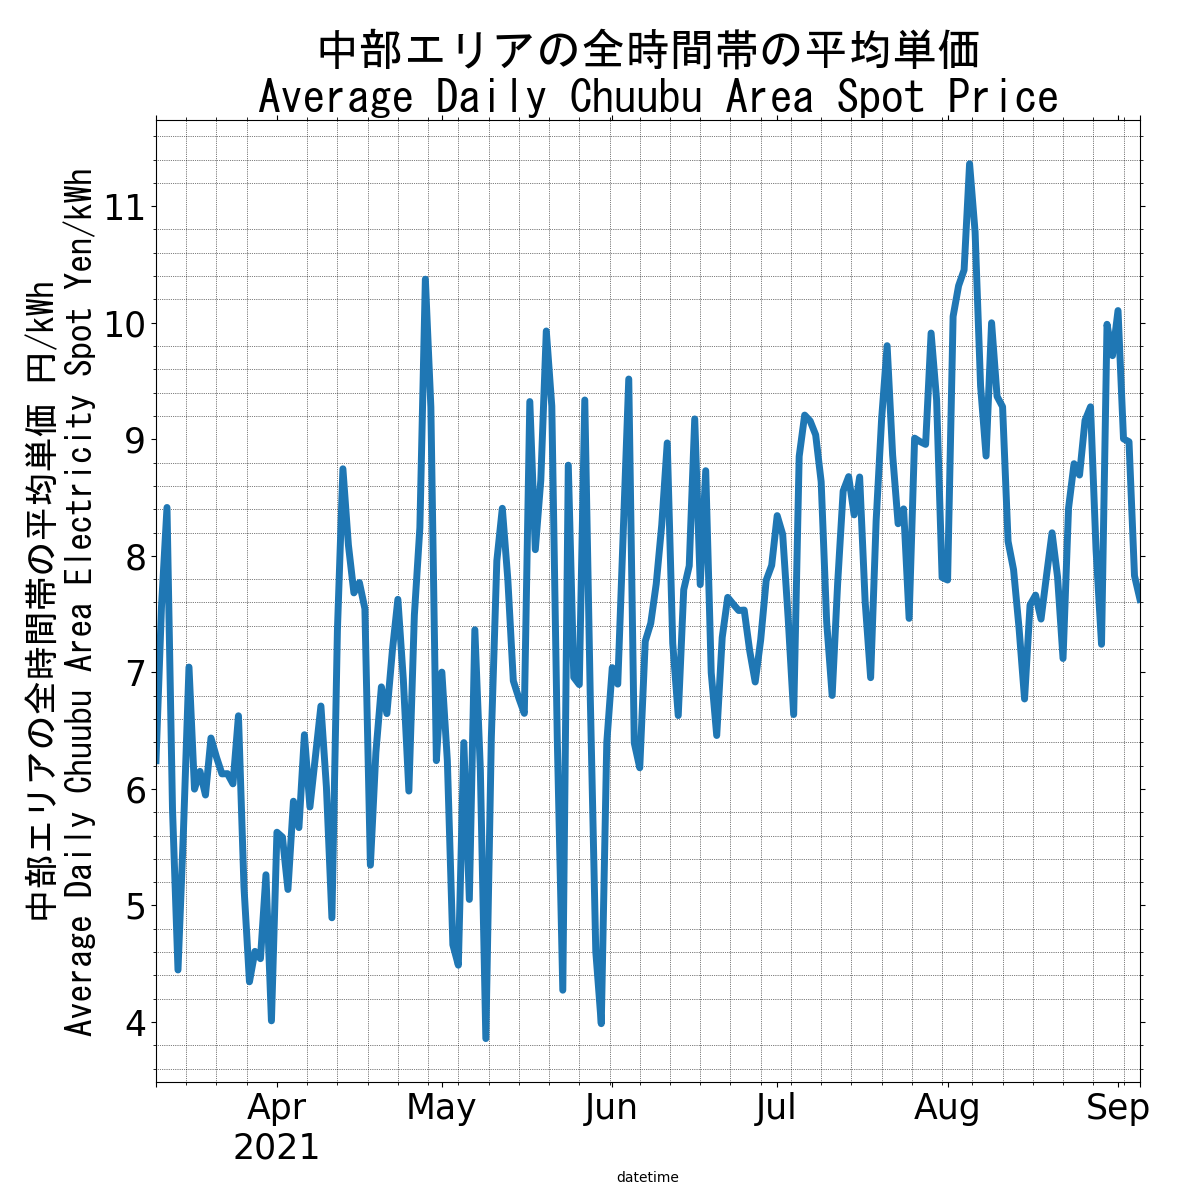 中部エリアの全時間帯の平均単価
Average Daily Chuubu Area Spot Price
中部エリアの全時間帯の平均単価 円/kWh
Average Daily Chuubu Area Electricity Spot Yen/kWh
11
10
9
8
7
6
5
4
Apr May Jun Jul Aug Sep
2021
datetime